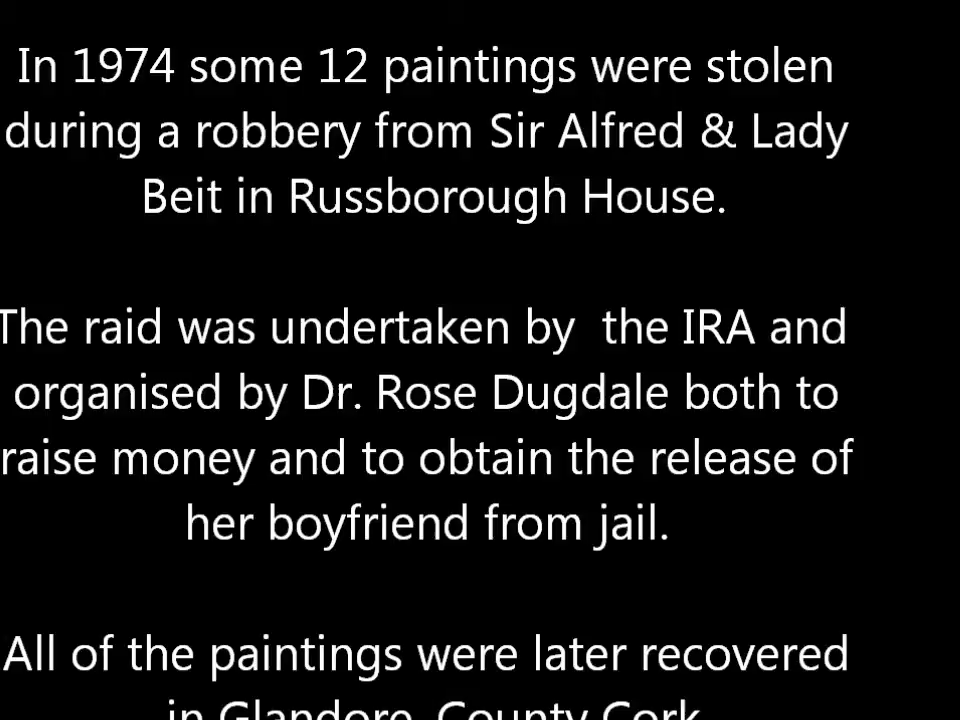 In 1974 some 12 paintings were stolen
during a robbery from Sir Alfred & Lady
Beit in Russborough House.
The raid was undertaken by  the IRA and
organised by Dr. Rose Dugdale both to
raise money and to obtain the release of
her boyfriend from jail.
All of the paintings were later recovered
in Glandore, County Cork